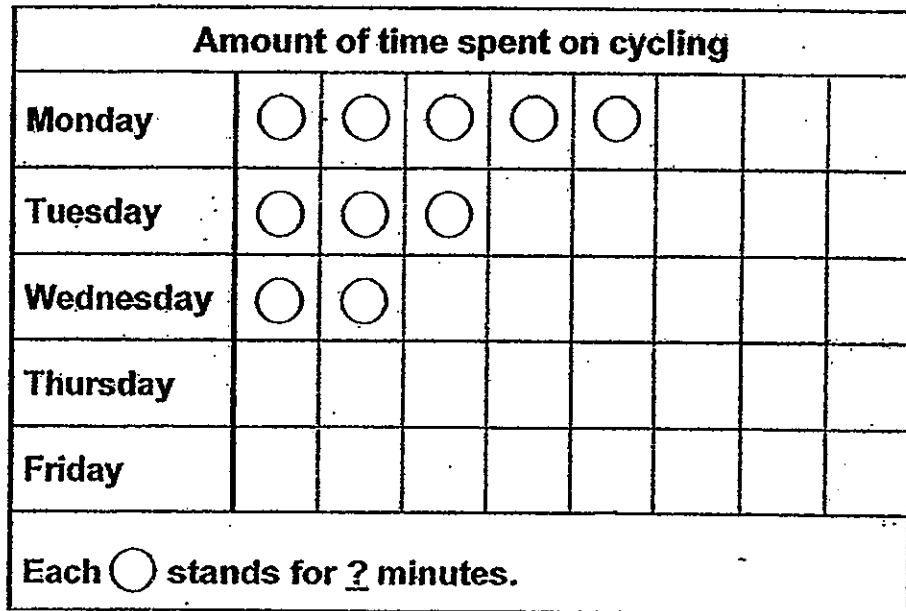 Amount of time spent on cycling
Monday
Tuesday
Wednesday
Thursday
Friday
Each ◯ stands for ? minutes.